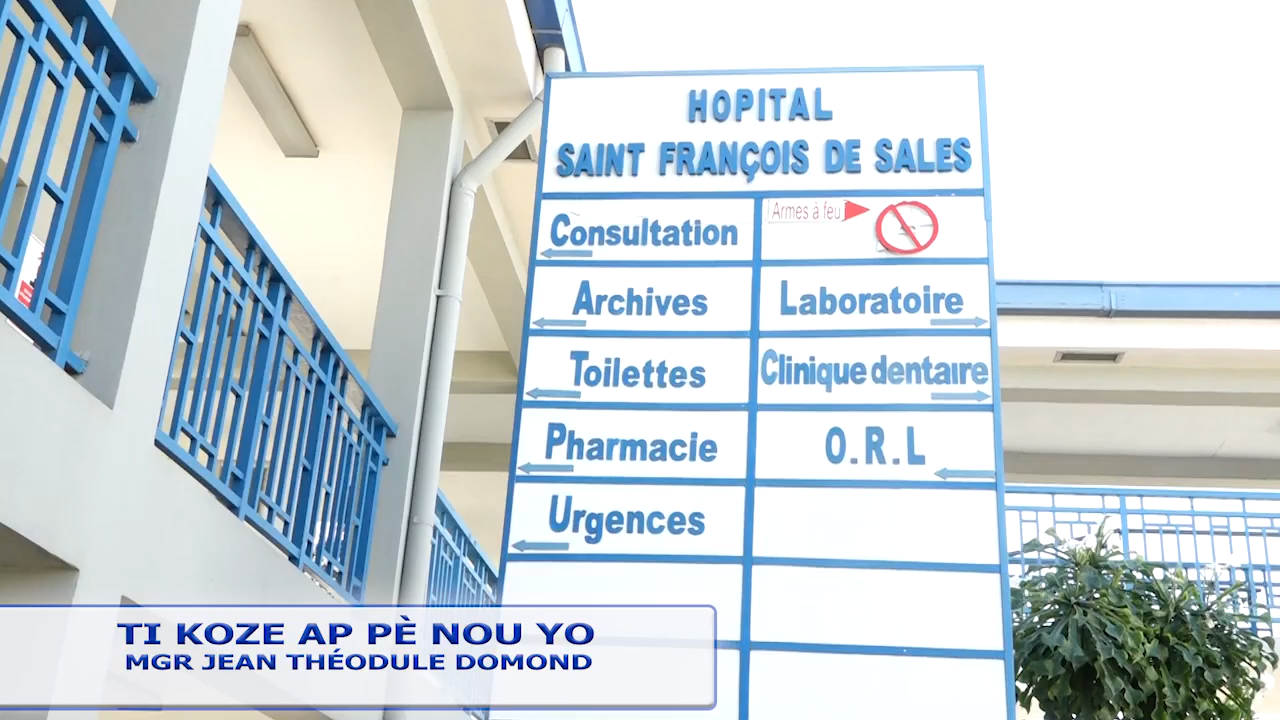 HOPITAL
SAINT FRANÇOIS DE SALES
Consultation
Armes à feu
Archives
Laboratoire
Toilettes
Clinique dentaire
Pharmacie
O.R.L
Urgences
TI KOZE AP PÈ NOU YO
MGR JEAN THÉODULE DOMOND